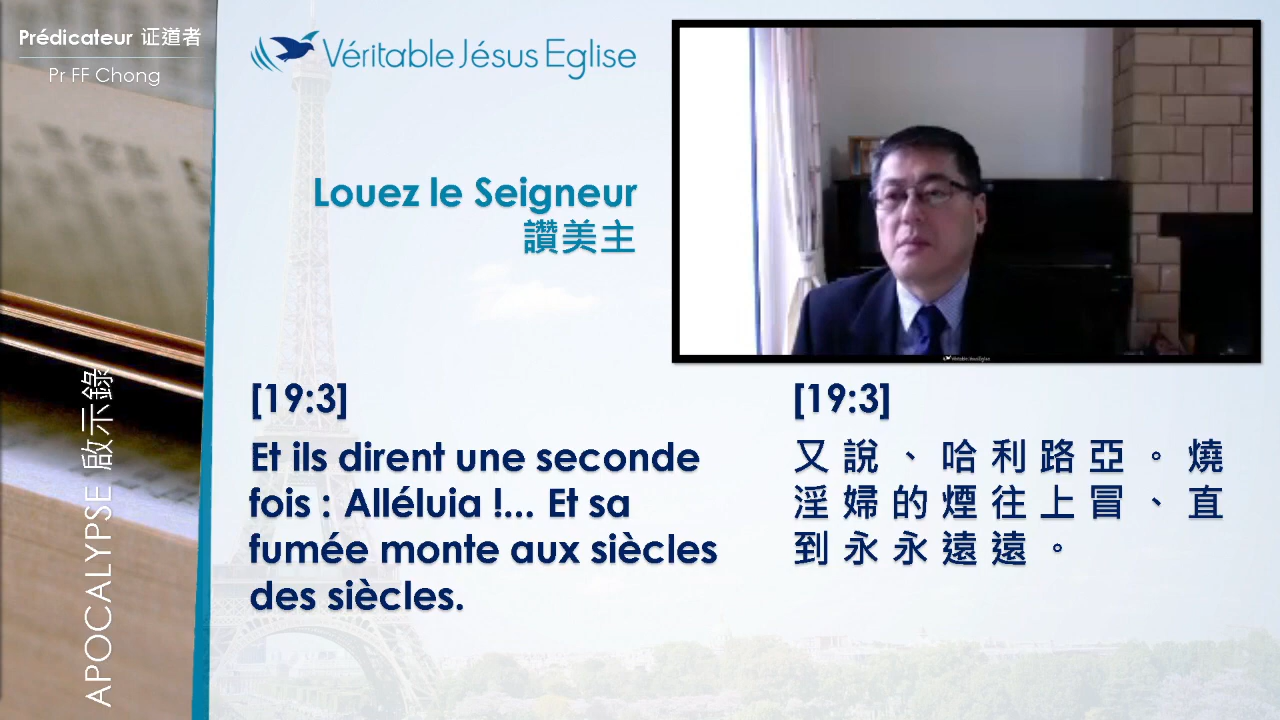 Prédicateur 证道者
Pr FF Chong
Véritable Jésus Eglise
Louez le Seigneur
讚美主
[19:3]
Et ils dirent une seconde
fois : Alléluia !... Et sa
fumée monte aux siècles
des siècles.
[19:3]
又說、哈利路亞。燒
淫婦的煙往上冒、直
到永永遠遠。
APOCALYPSE 啟示錄